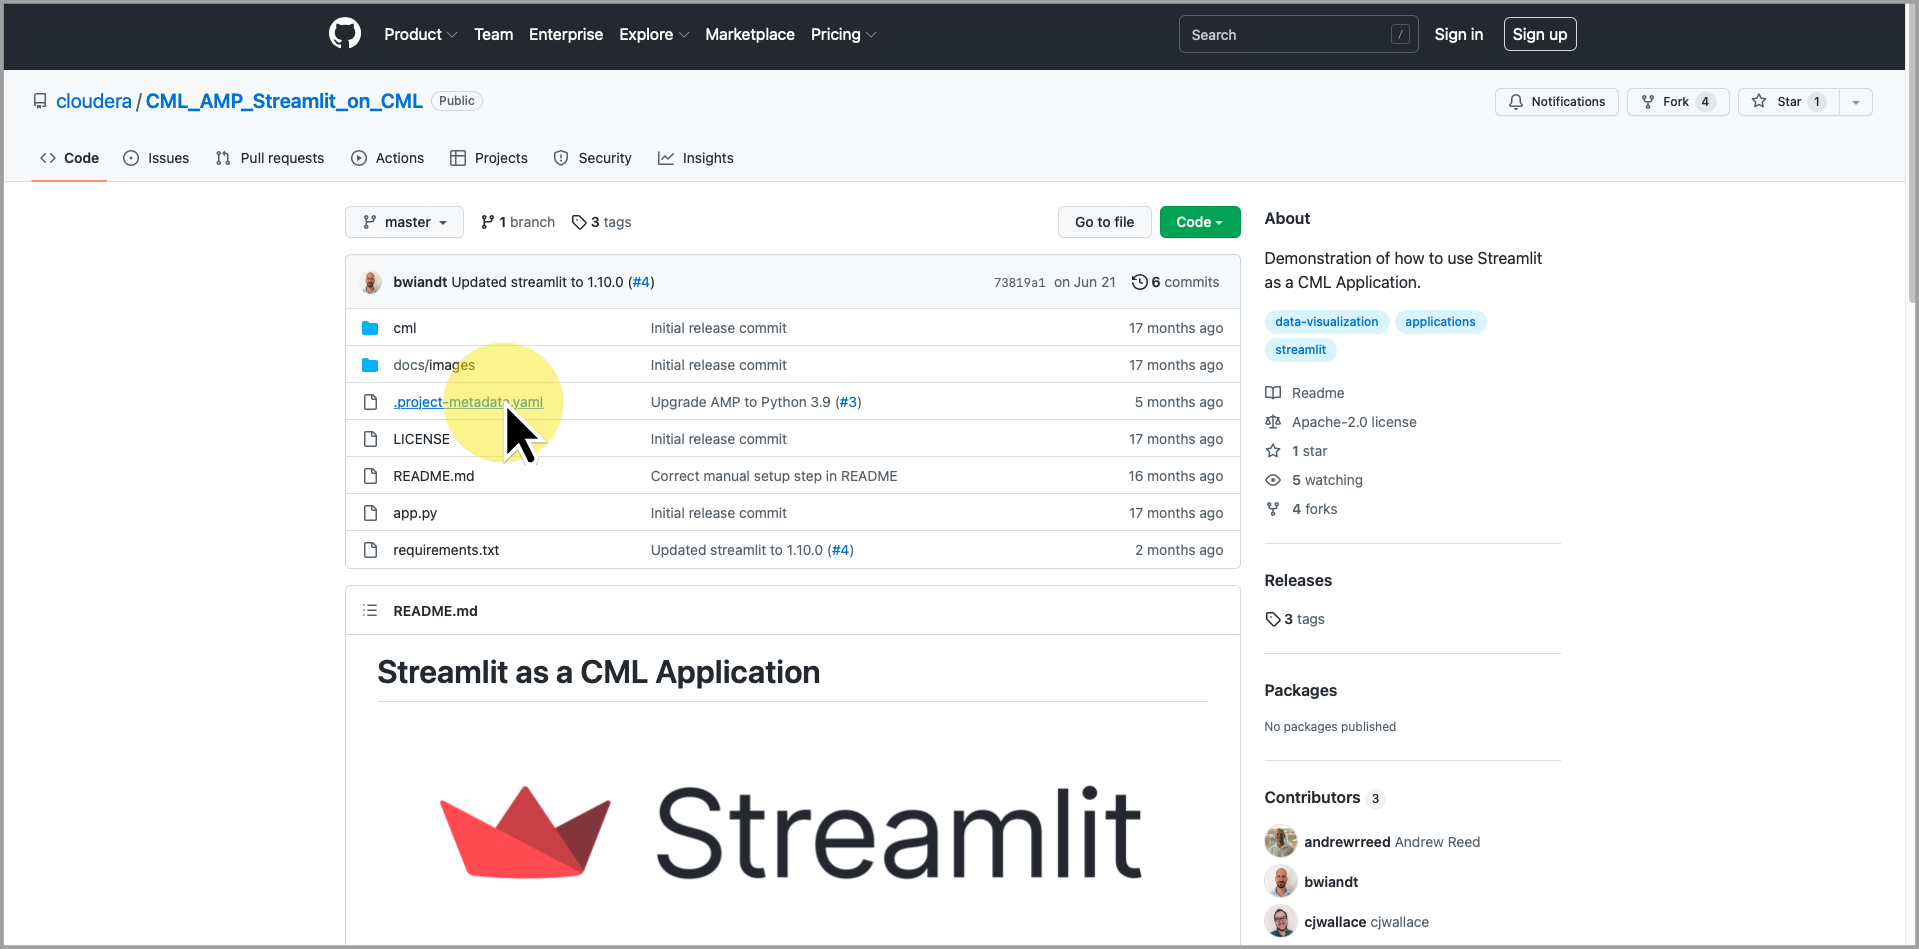 Product Team Enterprise Explore Marketplace Pricing Search / Sign in Sign up
cloudera / CML_AMP_Streamlit_on_CML Public Notifications Fork 4 Star 1
Code Issues Pull requests Actions Projects Security Insights
master 1 branch 3 tags Go to file Code
bwiandt Updated streamlit to 1.10.0 (#4) 73819a1 on Jun 21 6 commits
cml Initial release commit 17 months ago
docs/images Initial release commit 17 months ago
.project-metadata.yaml Upgrade AMP to Python 3.9 (#3) 5 months ago
LICENSE Initial release commit 17 months ago
README.md Correct manual setup step in README 16 months ago
app.py Initial release commit 17 months ago
requirements.txt Updated streamlit to 1.10.0 (#4) 2 months ago
README.md
Streamlit as a CML Application
Streamlit
About
Demonstration of how to use Streamlit
as a CML Application.
data-visualization applications
streamlit
Readme
Apache-2.0 license
1 star
5 watching
4 forks
Releases
3 tags
Packages
No packages published
Contributors 3
andrewrreed Andrew Reed
bwiandt
cjwallace cjwallace